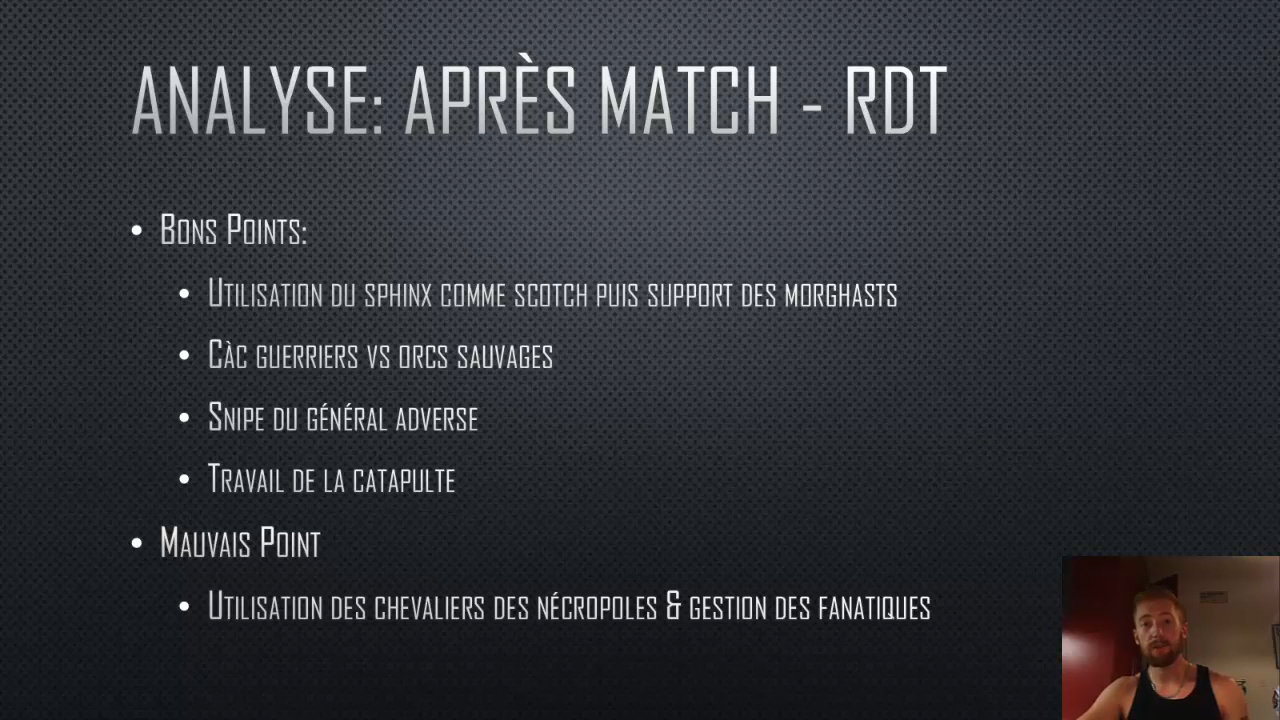 ANALYSE: APRÈS MATCH - RDT
• BONS POINTS:
• UTILISATION DU SPHINX COMME SCOTCH PUIS SUPPORT DES MORGHASTS
• CÀC GUERRIERS VS ORCS SAUVAGES
• SNIPE DU GÉNÉRAL ADVERSE
• TRAVAIL DE LA CATAPULTE
• MAUVAIS POINT
• UTILISATION DES CHEVALIERS DES NÉCROPOLES & GESTION DES FANATIQUES